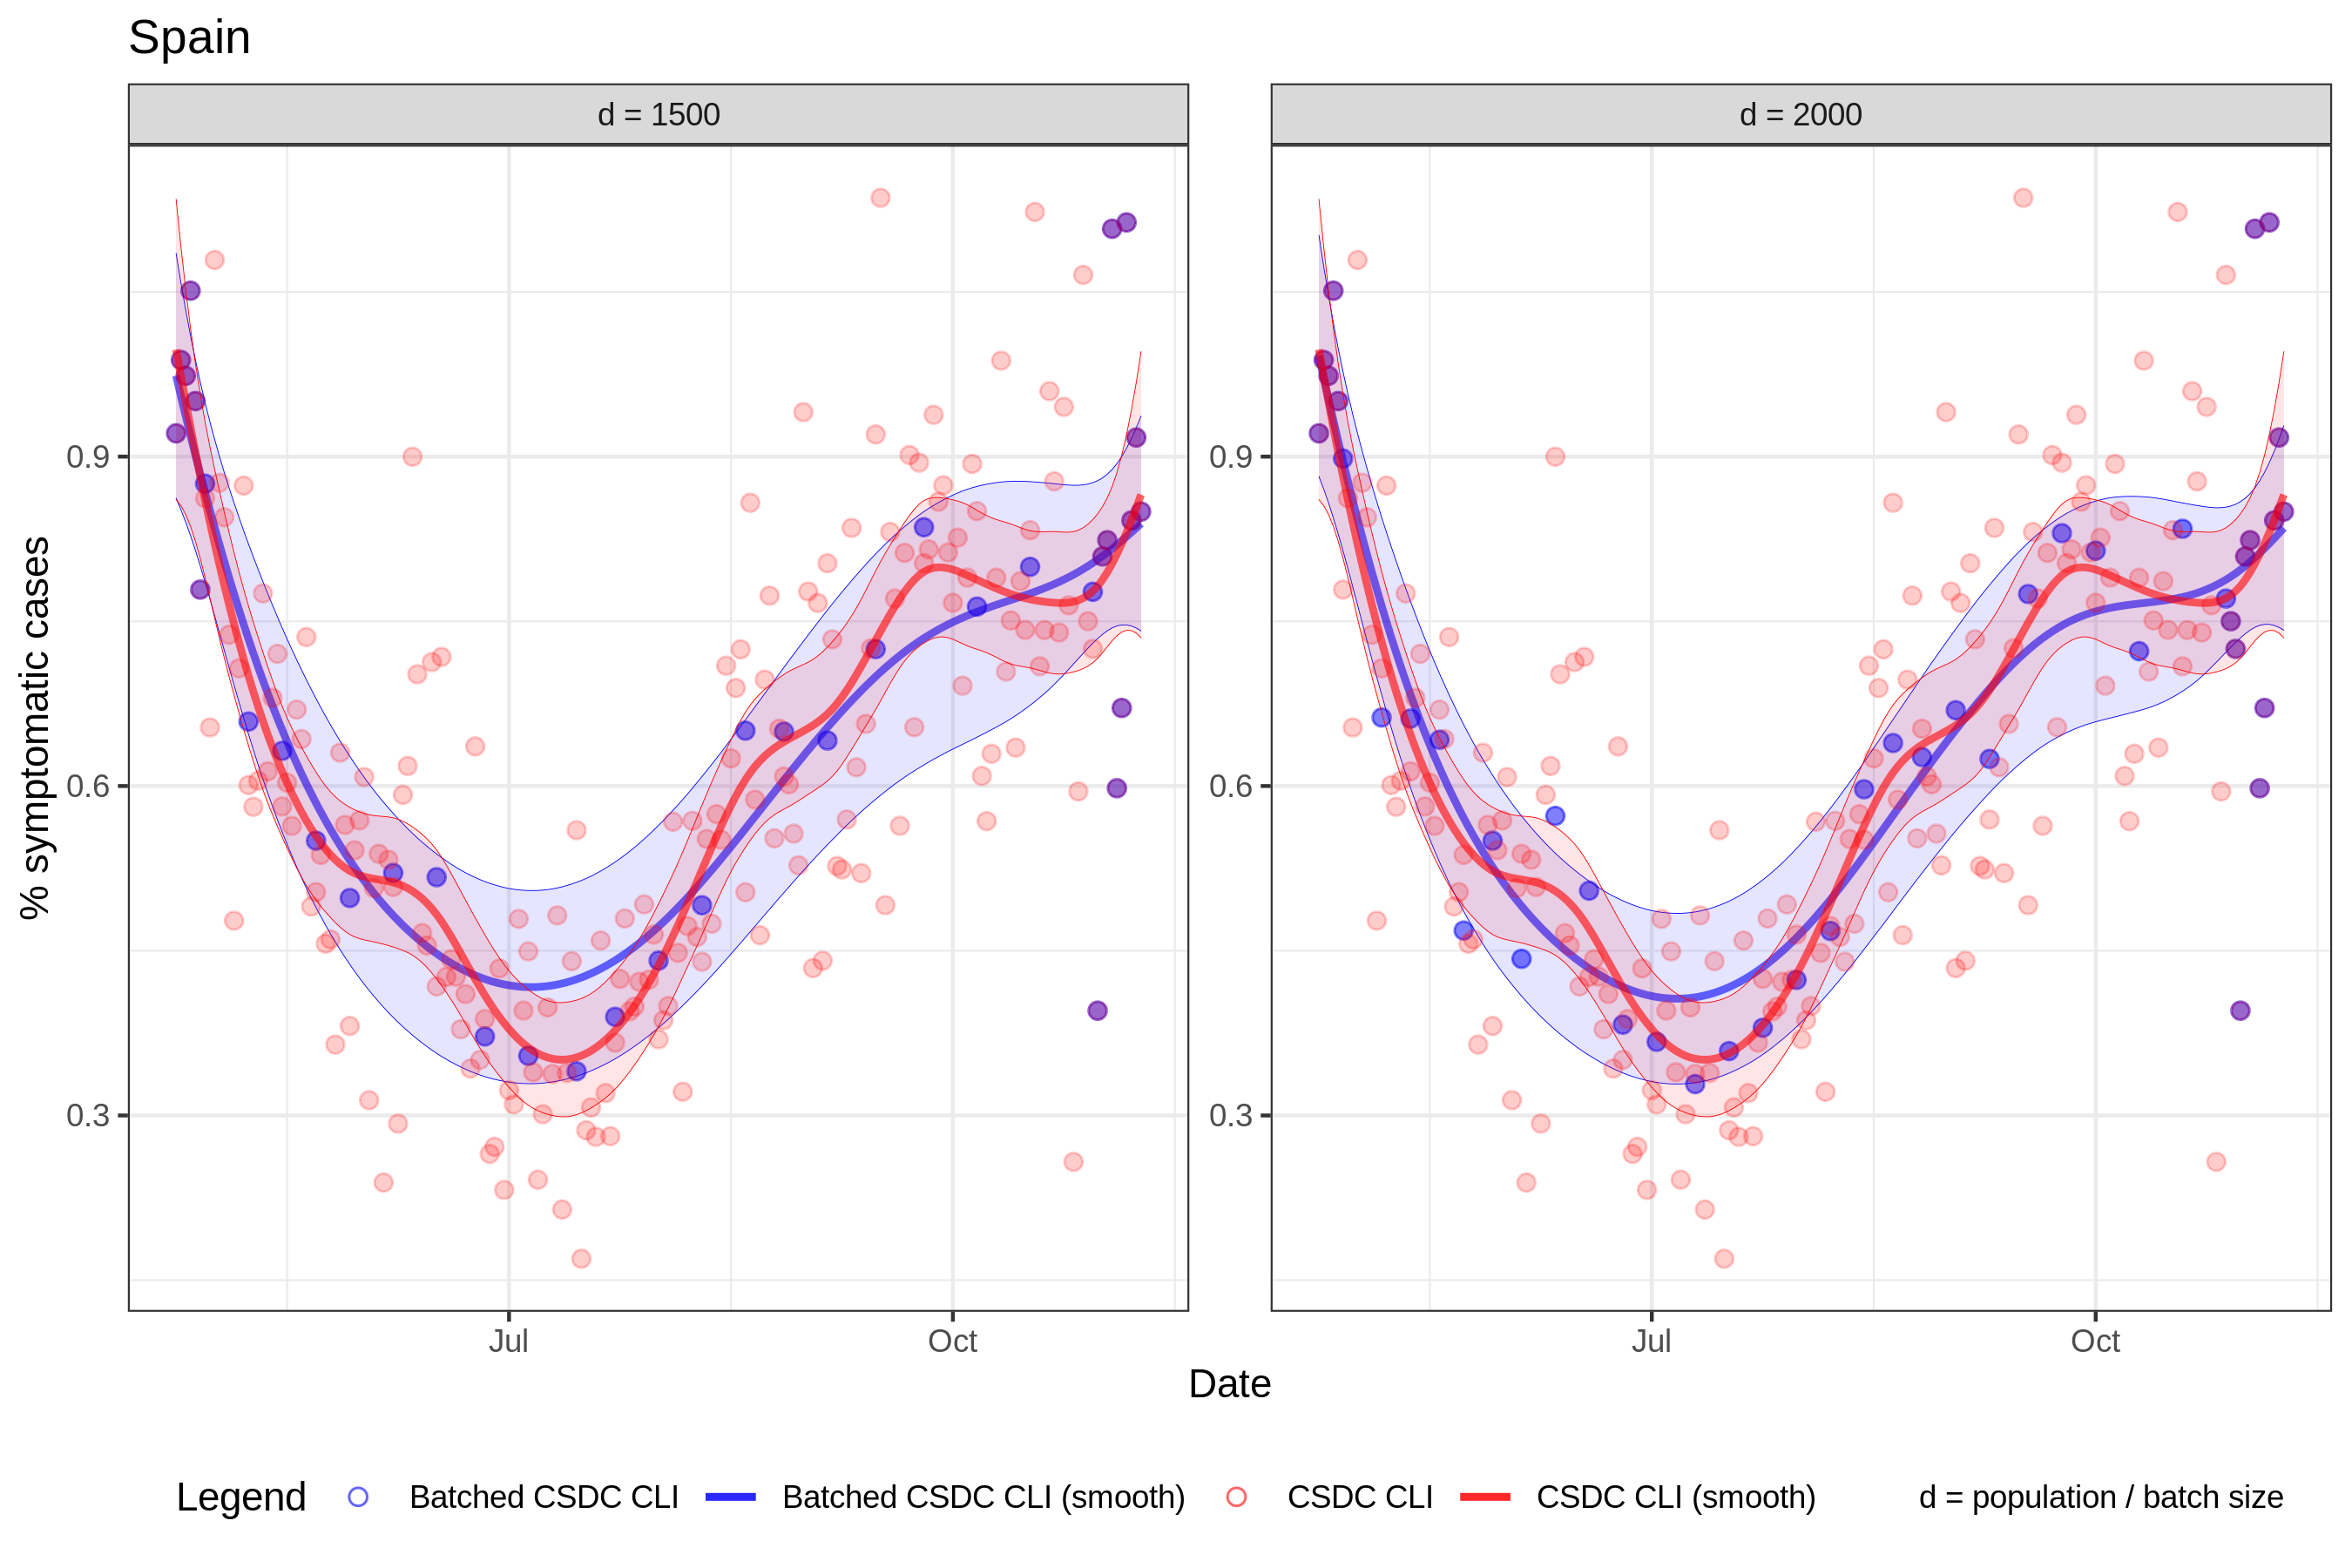 Spain
d = 1500
d = 2000
% symptomatic cases
0.9
0.6
0.3
0.9
0.6
0.3
Jul
Oct
Jul
Oct
Date
Legend Batched CSDC CLI Batched CSDC CLI (smooth) CSDC CLI CSDC CLI (smooth) d = population / batch size